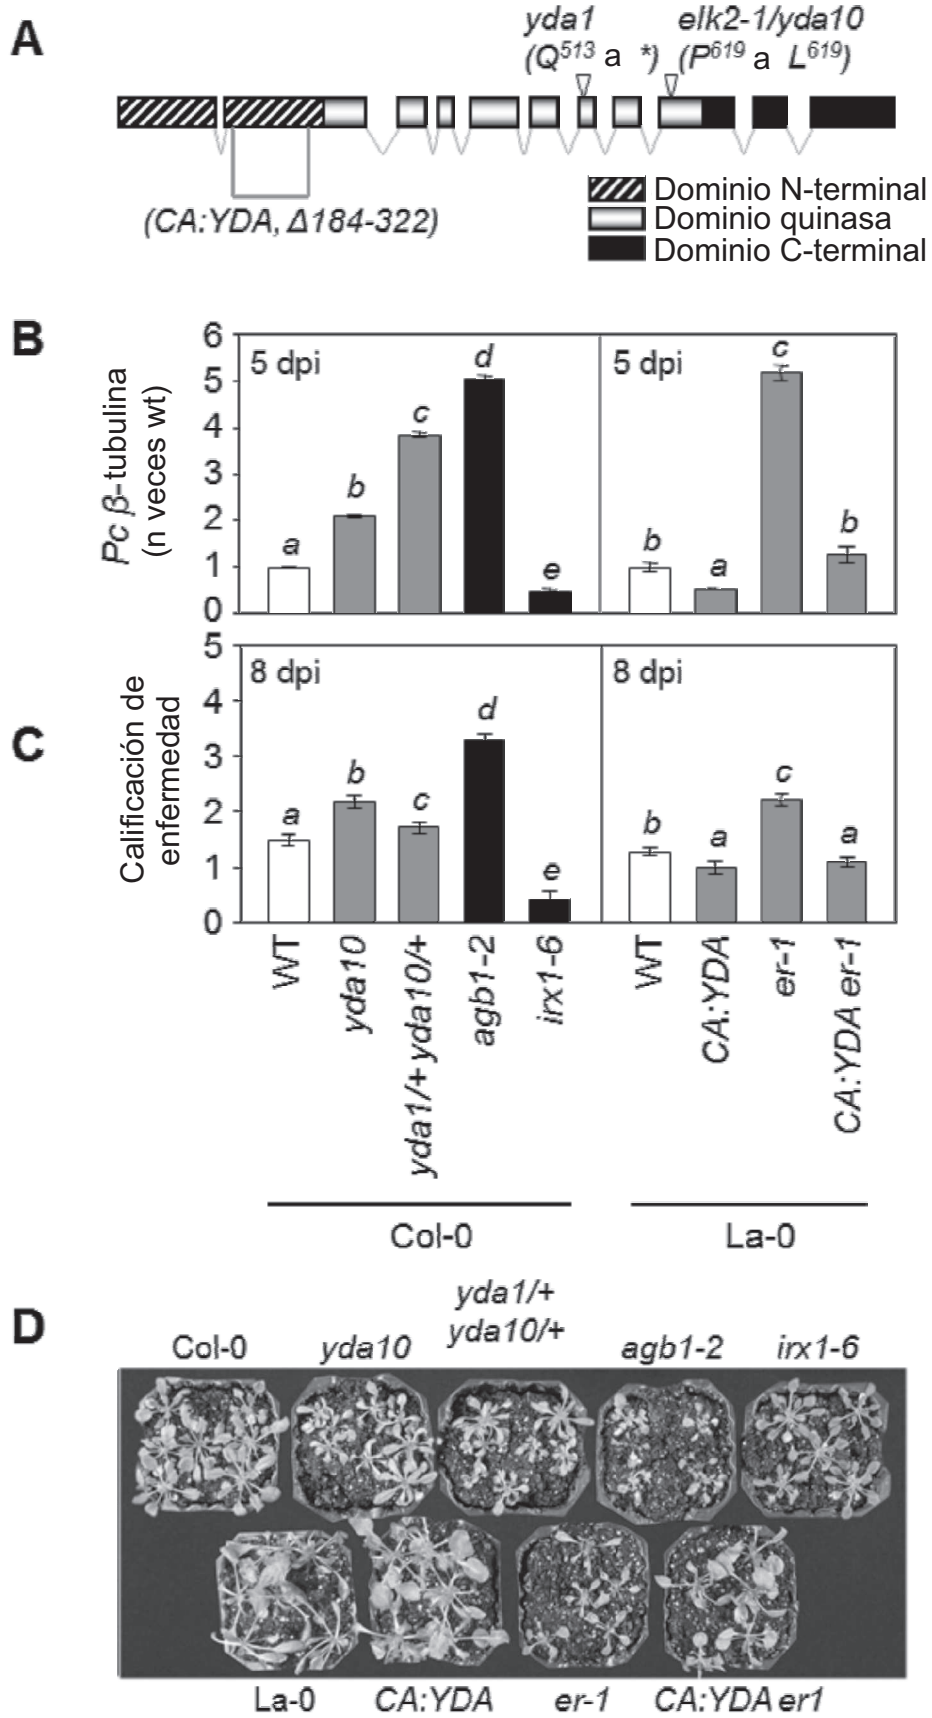 A
yda1 elk2-1/yda10
(Q513 a *) (P619 a L619)
(CA:YDA, Δ184-322)
Dominio N-terminal
Dominio quinasa
Dominio C-terminal
B
Pc β-tubulina
(n veces wt)
6
5
4
3
2
1
0
5 dpi
a
b
c
d
e
5 dpi
b
a
c
b
C
Calificación de
enfermedad
5
4
3
2
1
0
8 dpi
a
b
c
d
e
8 dpi
b
a
c
a
WT
yda10
yda1/+ yda10/+
agb1-2
irx1-6
WT
CA:YDA
er-1
CA:YDA er-1
Col-0
La-0
D
Col-0
yda10
yda1/+
yda10/+
agb1-2
irx1-6
La-0
CA:YDA
er-1
CA:YDA er1